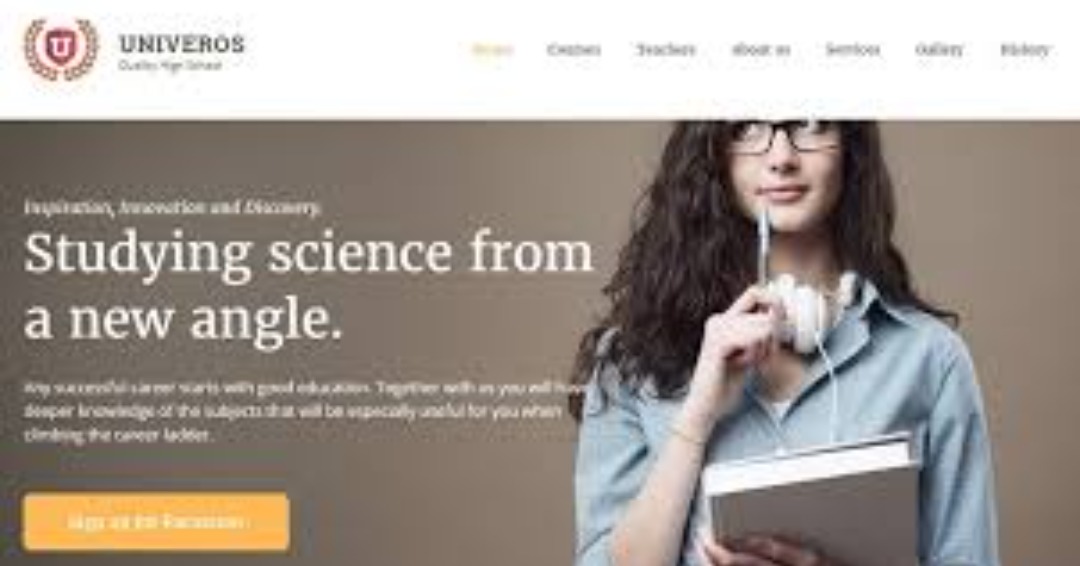 U
UNIVEROS
Quality High School
Home
Courses
Teachers
About us
Services
Gallery
History
Inspiration, Innovation and Discovery.
Studying science from
a new angle.
Any successful career starts with good education. Together with us you will have
deeper knowledge of the subjects that will be especially useful for you when
climbing the career ladder.
Sign up for